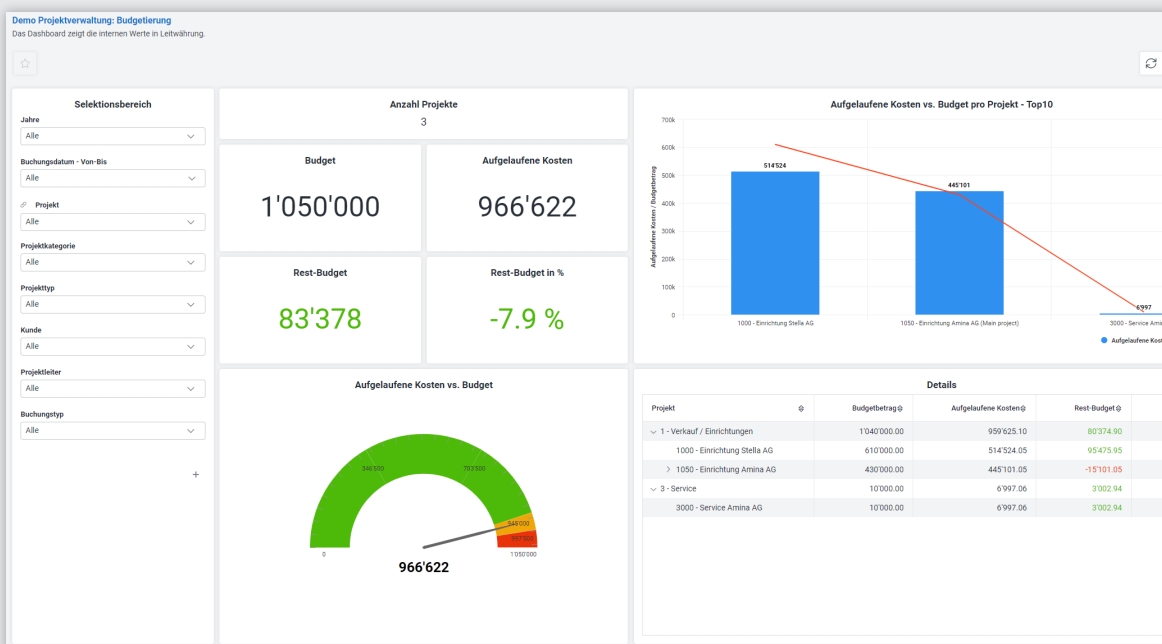 Demo Projektverwaltung: Budgetierung
Das Dashboard zeigt die internen Werte in Leitwährung.
Selektionsbereich
Jahre
Alle
Buchungsdatum - Von-Bis
Alle
Projekt
Alle
Projektkategorie
Alle
Projekttyp
Alle
Kunde
Alle
Projektleiter
Alle
Buchungstyp
Alle
+
Anzahl Projekte
3
Budget
1'050'000
Aufgelaufene Kosten
966'622
Rest-Budget
83'378
Rest-Budget in %
-7.9 %
Aufgelaufene Kosten vs. Budget
346'500
703'500
945'000
997'500
0
1'050'000
966'622
Aufgelaufene Kosten vs. Budget pro Projekt - Top10
Aufgelaufene Kosten / Budgetbetrag
700k
600k
500k
400k
300k
200k
100k
0
514'524
445'101
6'997
1000 - Einrichtung Stella AG
1050 - Einrichtung Amina AG (Main project)
3000 - Service Ami
Aufgelaufene Kost
Details
Projekt Budgetbetrag Aufgelaufene Kosten Rest-Budget
1 - Verkauf / Einrichtungen 1'040'000.00 959'625.10 80'374.90
1000 - Einrichtung Stella AG 610'000.00 514'524.05 95'475.95
1050 - Einrichtung Amina AG 430'000.00 445'101.05 -15'101.05
3 - Service 10'000.00 6'997.06 3'002.94
3000 - Service Amina AG 10'000.00 6'997.06 3'002.94